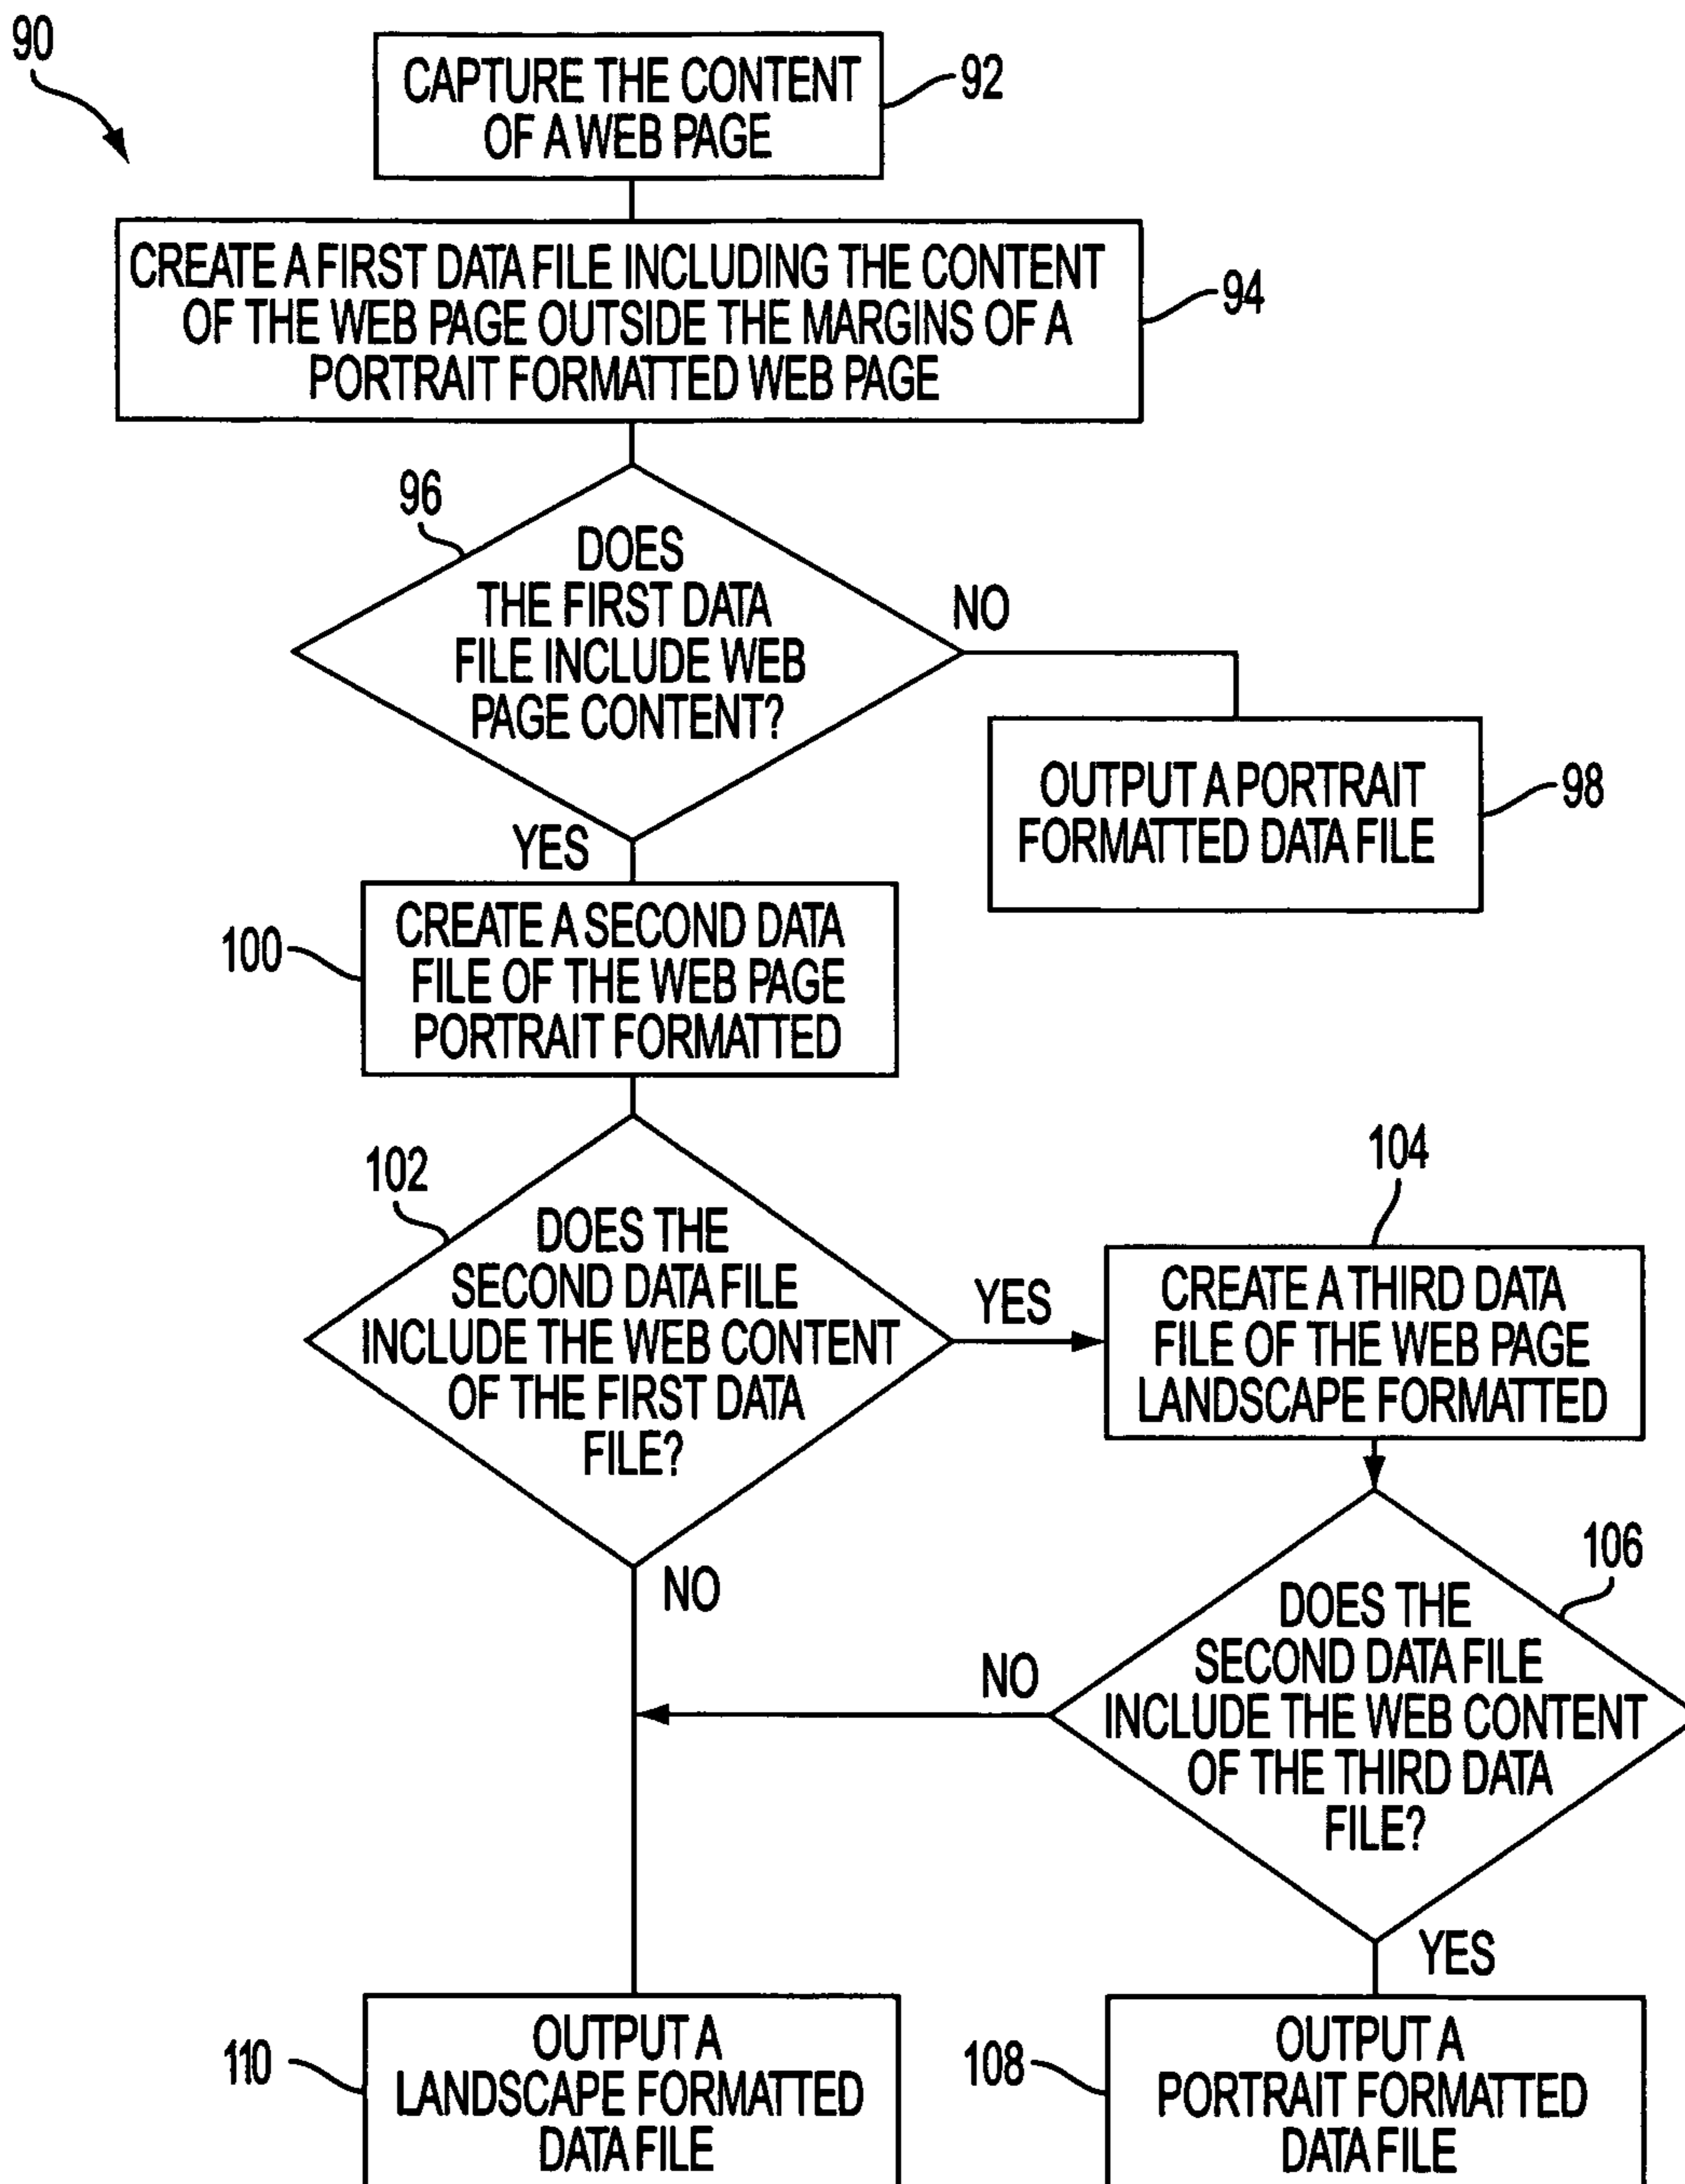 90
CAPTURE THE CONTENT
OF A WEB PAGE
92
CREATE A FIRST DATA FILE INCLUDING THE CONTENT
OF THE WEB PAGE OUTSIDE THE MARGINS OF A
PORTRAIT FORMATTED WEB PAGE
94
96
DOES
THE FIRST DATA
FILE INCLUDE WEB
PAGE CONTENT?
NO
OUTPUT A PORTRAIT
FORMATTED DATA FILE
98
YES
100
CREATE A SECOND DATA
FILE OF THE WEB PAGE
PORTRAIT FORMATTED
102
DOES THE
SECOND DATA FILE
INCLUDE THE WEB CONTENT
OF THE FIRST DATA
FILE?
YES
104
CREATE A THIRD DATA
FILE OF THE WEB PAGE
LANDSCAPE FORMATTED
NO
106
DOES THE
SECOND DATA FILE
INCLUDE THE WEB CONTENT
OF THE THIRD DATA
FILE?
NO
YES
110
OUTPUT A
LANDSCAPE FORMATTED
DATA FILE
108
OUTPUT A
PORTRAIT FORMATTED
DATA FILE